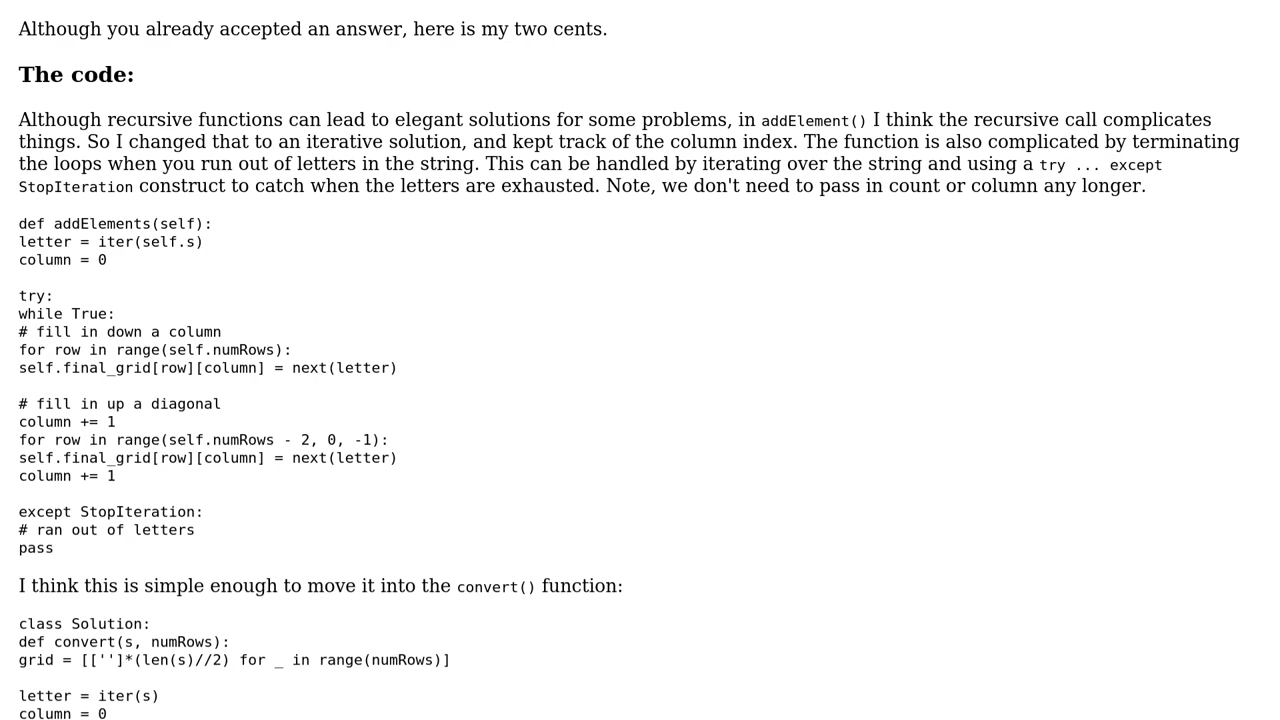 Although you already accepted an answer, here is my two cents.
The code:
Although recursive functions can lead to elegant solutions for some problems, in addElement() I think the recursive call complicates
things. So I changed that to an iterative solution, and kept track of the column index. The function is also complicated by terminating
the loops when you run out of letters in the string. This can be handled by iterating over the string and using a try ... except
StopIteration construct to catch when the letters are exhausted. Note, we don't need to pass in count or column any longer.
def addElements(self):
letter = iter(self.s)
column = 0
try:
while True:
# fill in down a column
for row in range(self.numRows):
self.final_grid[row][column] = next(letter)
# fill in up a diagonal
column += 1
for row in range(self.numRows - 2, 0, -1):
self.final_grid[row][column] = next(letter)
column += 1
except StopIteration:
# ran out of letters
pass
I think this is simple enough to move it into the convert() function:
class Solution:
def convert(s, numRows):
grid = [['']*(len(s)//2) for _ in range(numRows)]
letter = iter(s)
column = 0